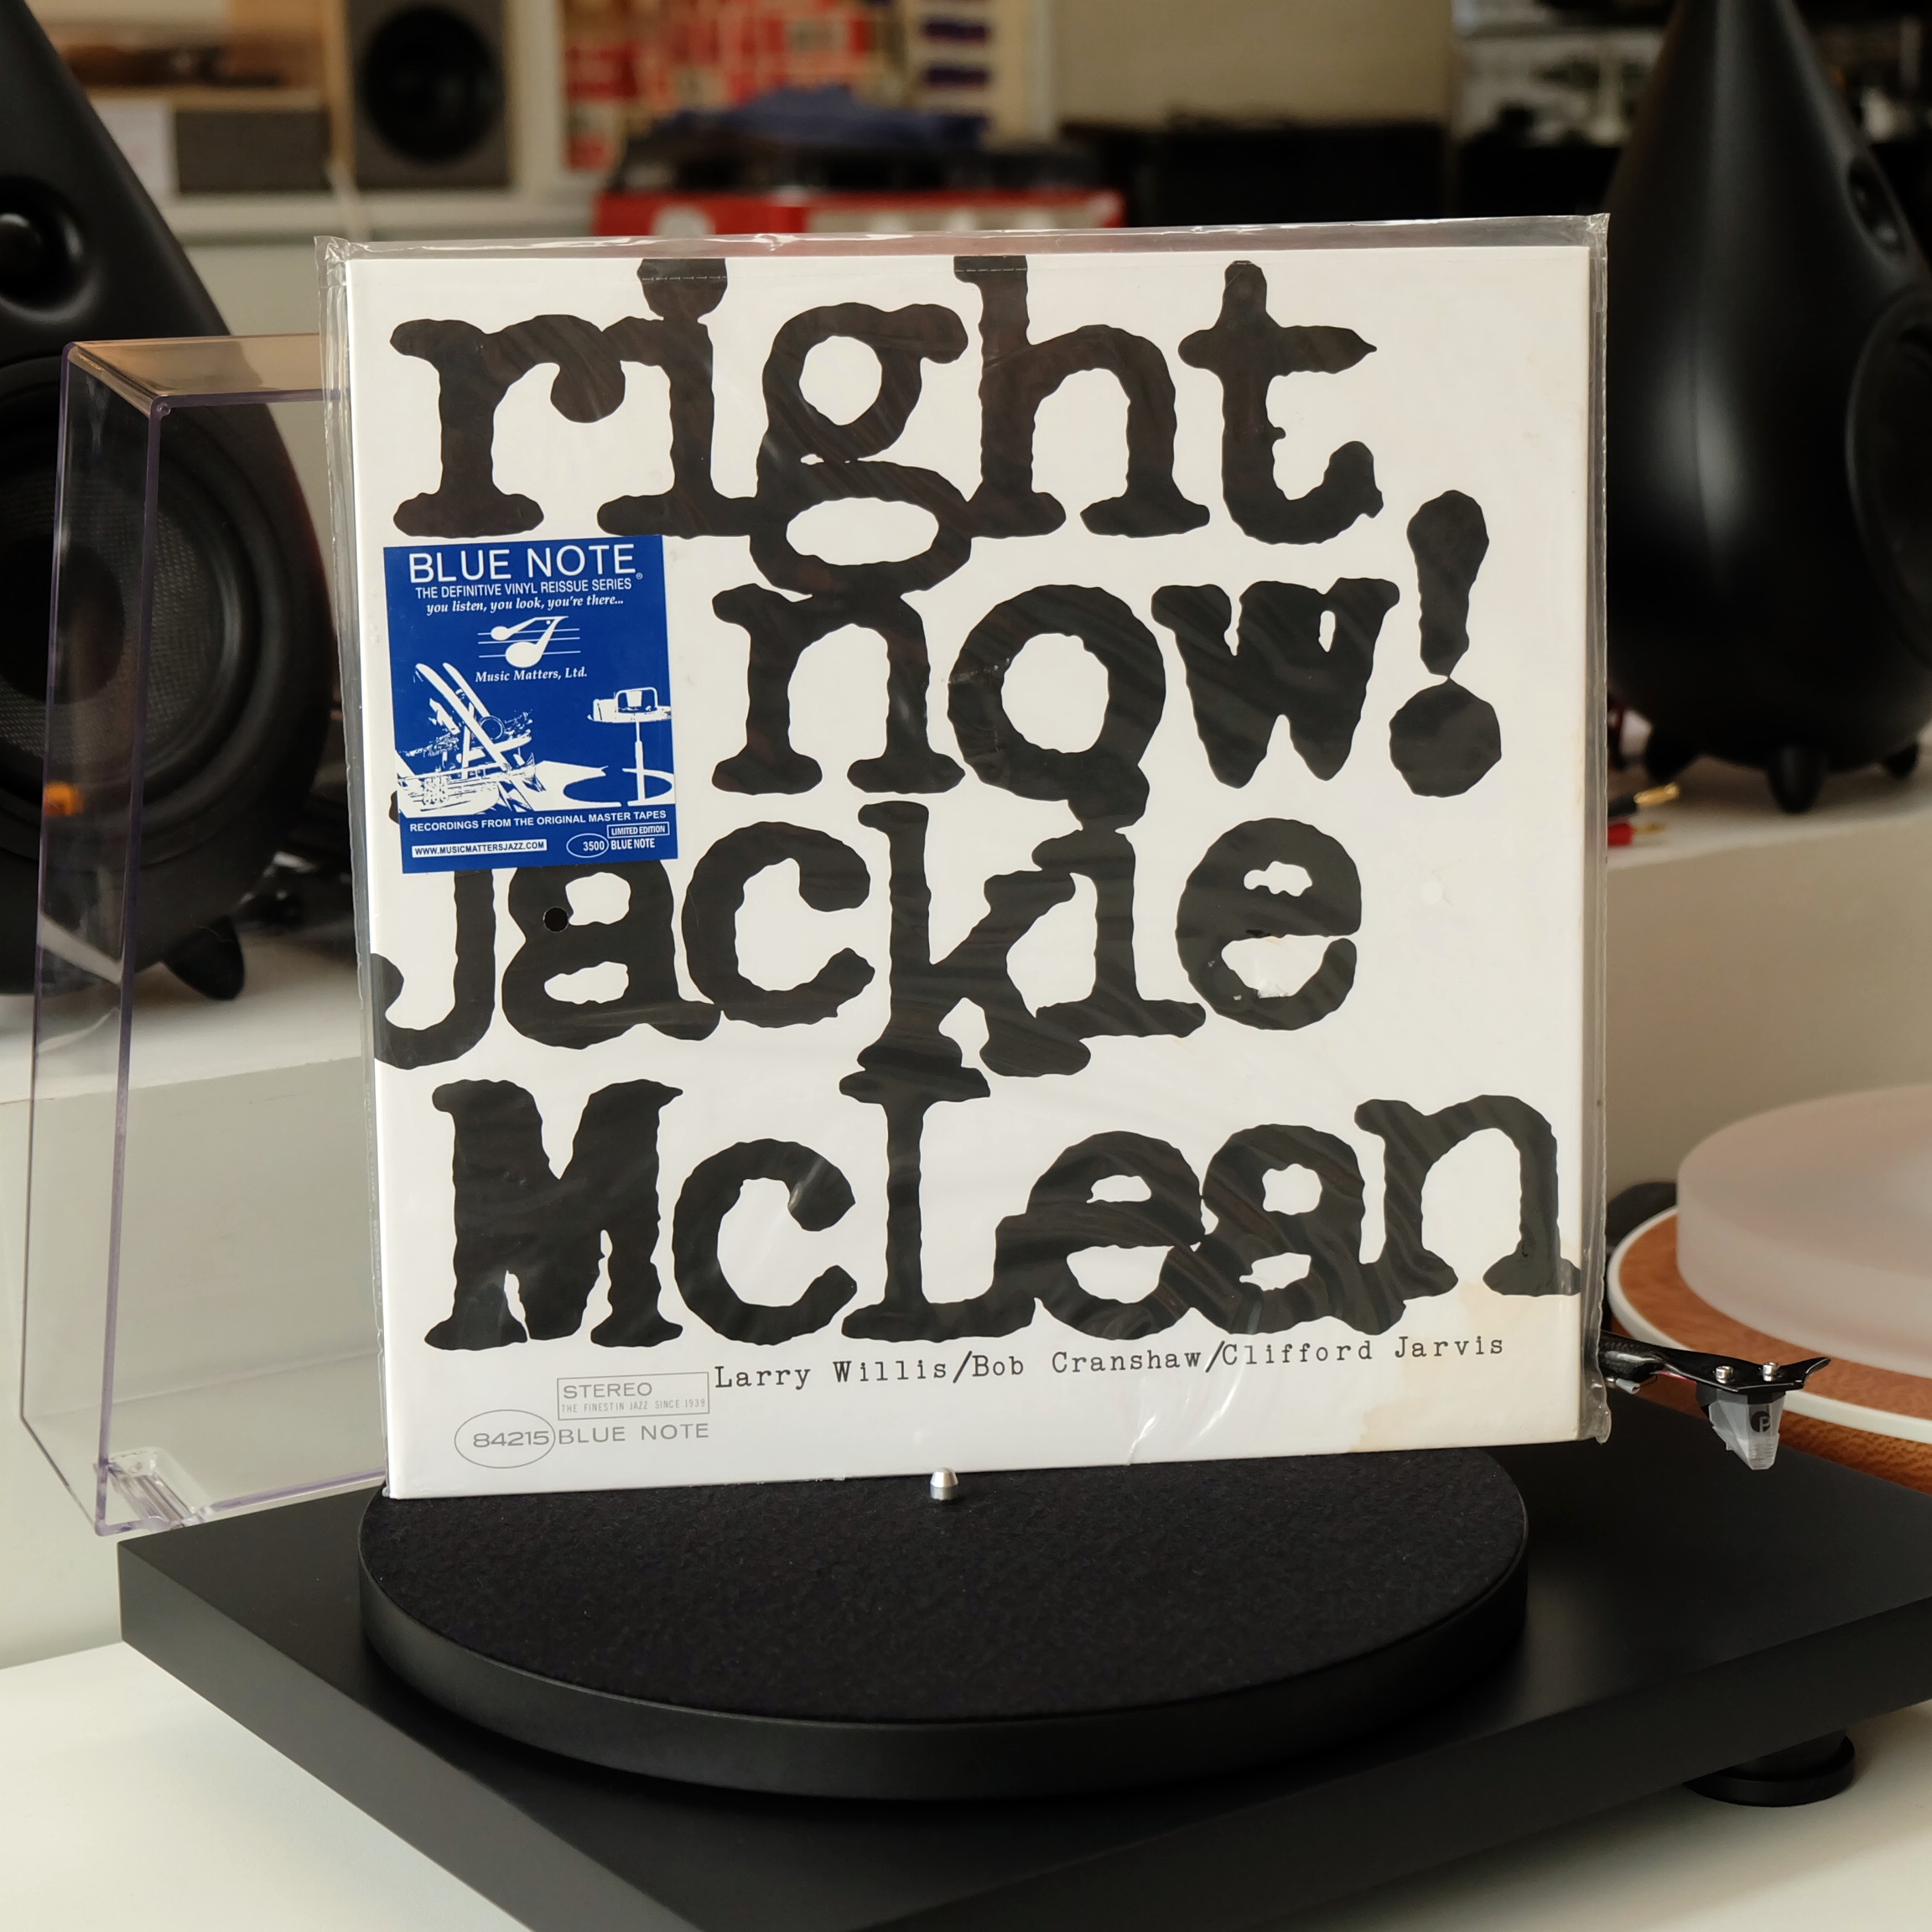 right
now!
BLUE NOTE
THE DEFINITIVE VINYL REISSUE SERIES®
you listen, you look, you're there...
Music Matters, Ltd.
RECORDINGS FROM THE ORIGINAL MASTER TAPES
WWW.MUSICMATTERSJAZZ.COM
LIMITED EDITION
3500 BLUE NOTE
jackie
McLean
Larry Willis/Bob Cranshaw/Clifford Jarvis
STEREO
THE FINEST IN JAZZ SINCE 1939
84215 BLUE NOTE